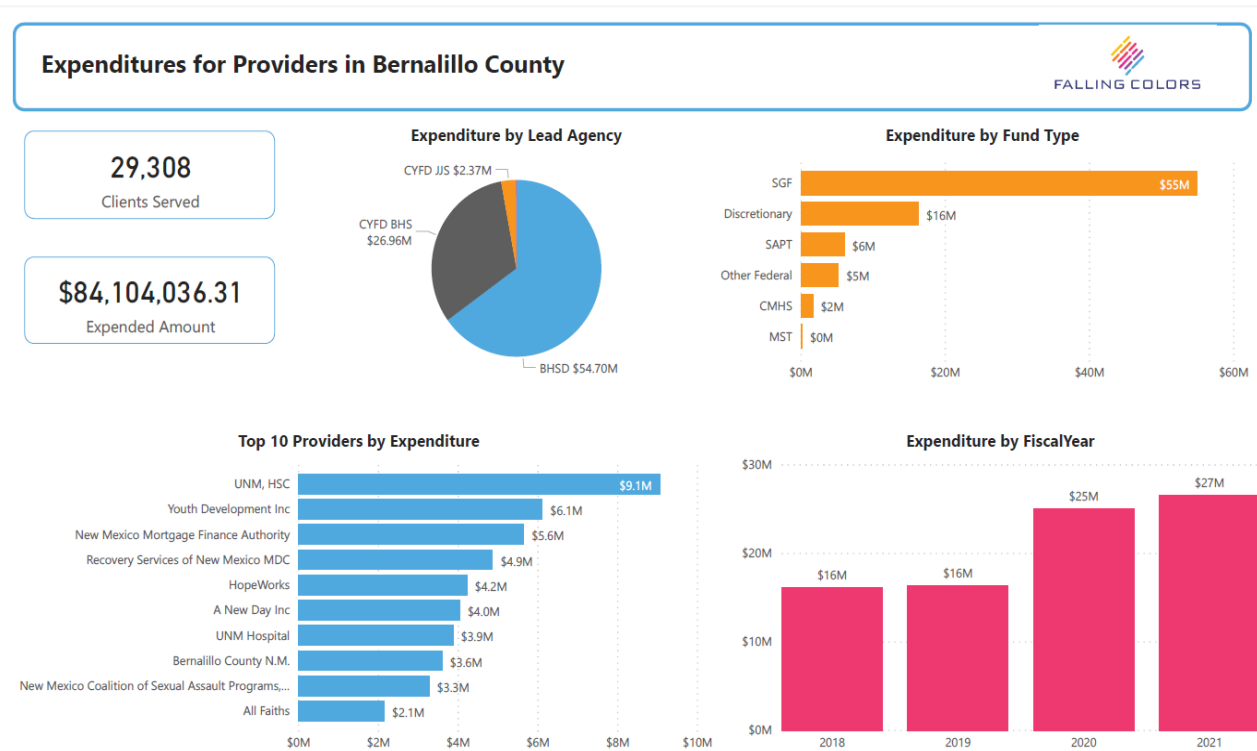 Expenditures for Providers in Bernalillo County
FALLING COLORS
29,308
Clients Served
$84,104,036.31
Expended Amount
Expenditure by Lead Agency
CYFD JJS $2.37M
CYFD BHS
$26.96M
BHSD $54.70M
Expenditure by Fund Type
SGF
$55M
Discretionary
$16M
SAPT
$6M
Other Federal
$5M
CMHS
$2M
MST
$0M
$0M
$20M
$40M
$60M
Top 10 Providers by Expenditure
UNM, HSC
$9.1M
Youth Development Inc
$6.1M
New Mexico Mortgage Finance Authority
$5.6M
Recovery Services of New Mexico MDC
$4.9M
HopeWorks
$4.2M
A New Day Inc
$4.0M
UNM Hospital
$3.9M
Bernalillo County N.M.
$3.6M
New Mexico Coalition of Sexual Assault Programs,...
$3.3M
All Faiths
$2.1M
$0M
$2M
$4M
$6M
$8M
$10M
Expenditure by FiscalYear
$30M
$20M
$10M
$0M
$16M
$16M
$25M
$27M
2018
2019
2020
2021